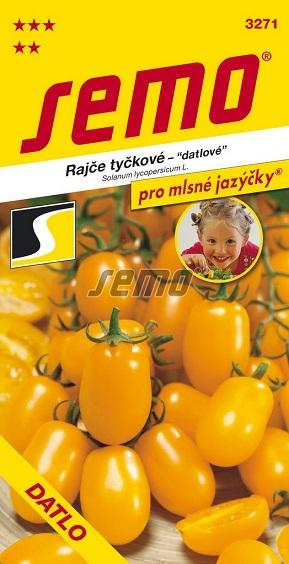 ★★★
★★
3271
semo®
Rajče tyčkové – "datlové"
Solanum lycopersicum L.
pro mlsné jazýčky®
semo
DATLO